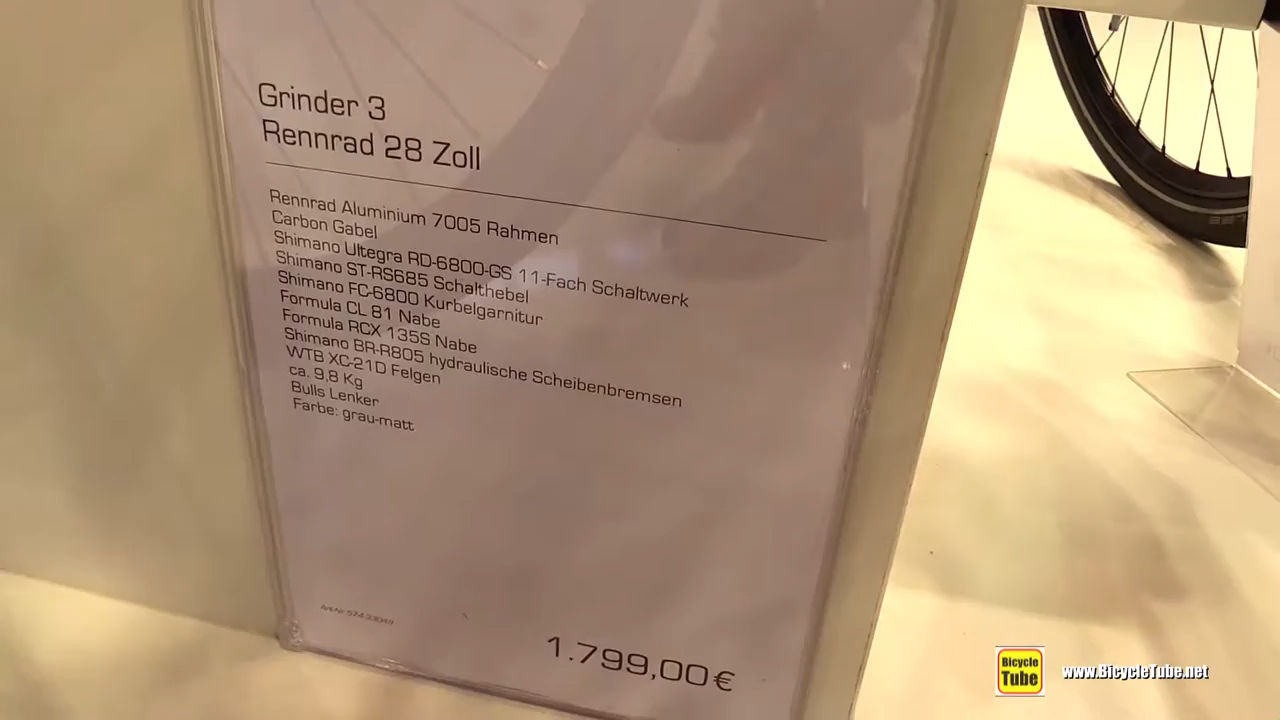 Grinder 3
Rennrad 28 Zoll
Rennrad Aluminium 7005 Rahmen
Carbon Gabel
Shimano Ultegra RD-6800-GS 11-Fach Schaltwerk
Shimano ST-RS685 Schalthebel
Shimano FC-6800 Kurbelgarnitur
Formula CL 81 Nabe
Formula RCX 135S Nabe
Shimano BR-R805 hydraulische Scheibenbremsen
WTB XC-21D Felgen
ca. 9,8 Kg
Bulls Lenker
Farbe: grau-matt
1.799,00€
Bicycle
Tube
www.BicycleTube.net